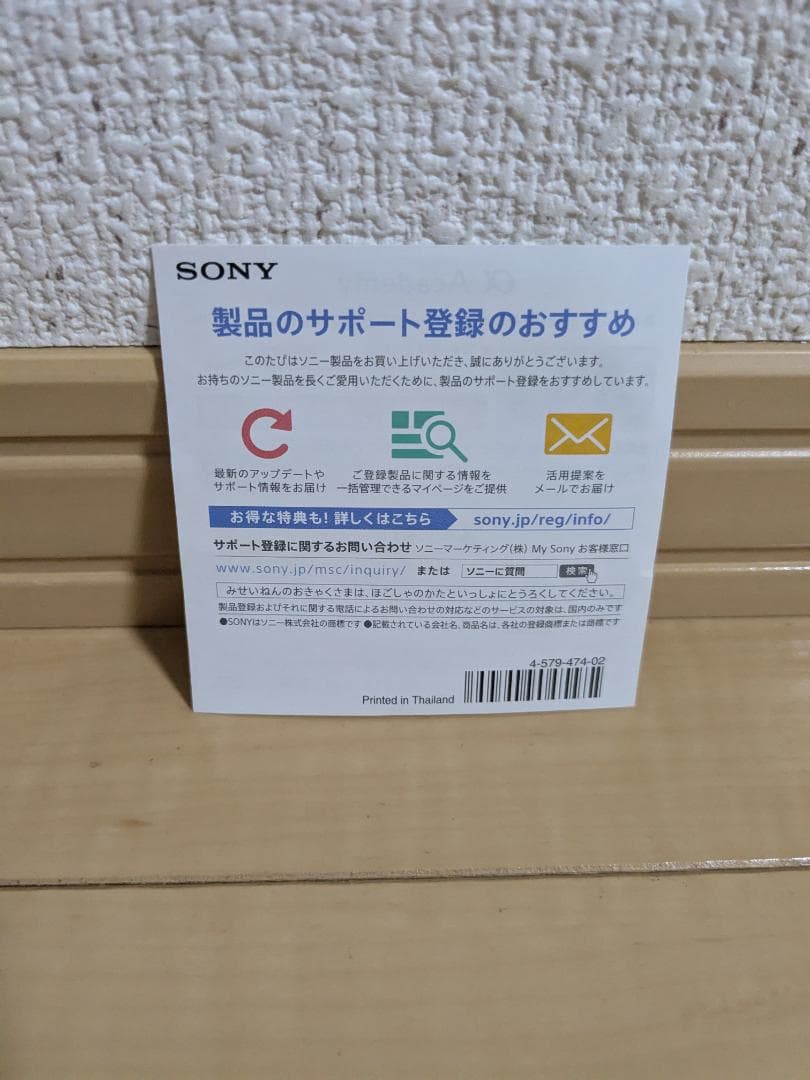 SONY
製品のサポート登録のおすすめ
このたびはソニー製品をお買い上げいただき、誠にありがとうございます。
お持ちのソニー製品を長くご愛用いただくために、製品のサポート登録をおすすめしています。
最新のアップデートや
サポート情報をお届け
ご登録製品に関する情報を
一括管理できるマイページをご提供
活用提案を
メールでお届け
お得な特典も！詳しくはこちら sony.jp/reg/info/
サポート登録に関するお問い合わせ ソニーマーケティング(株) My Sony お客様窓口
www.sony.jp/msc/inquiry/ または ソニーに質問 検索
みせいねんのおきゃくさまは、ほごしゃのかたといっしょにとうろくしてください。
製品登録およびそれに関する電話によるお問い合わせの対応などのサービスの対象は、国内のみです
●SONYはソニー株式会社の商標です ●記載されている会社名、商品名は、各社の登録商標または商標です
4-579-474-02
Printed in Thailand